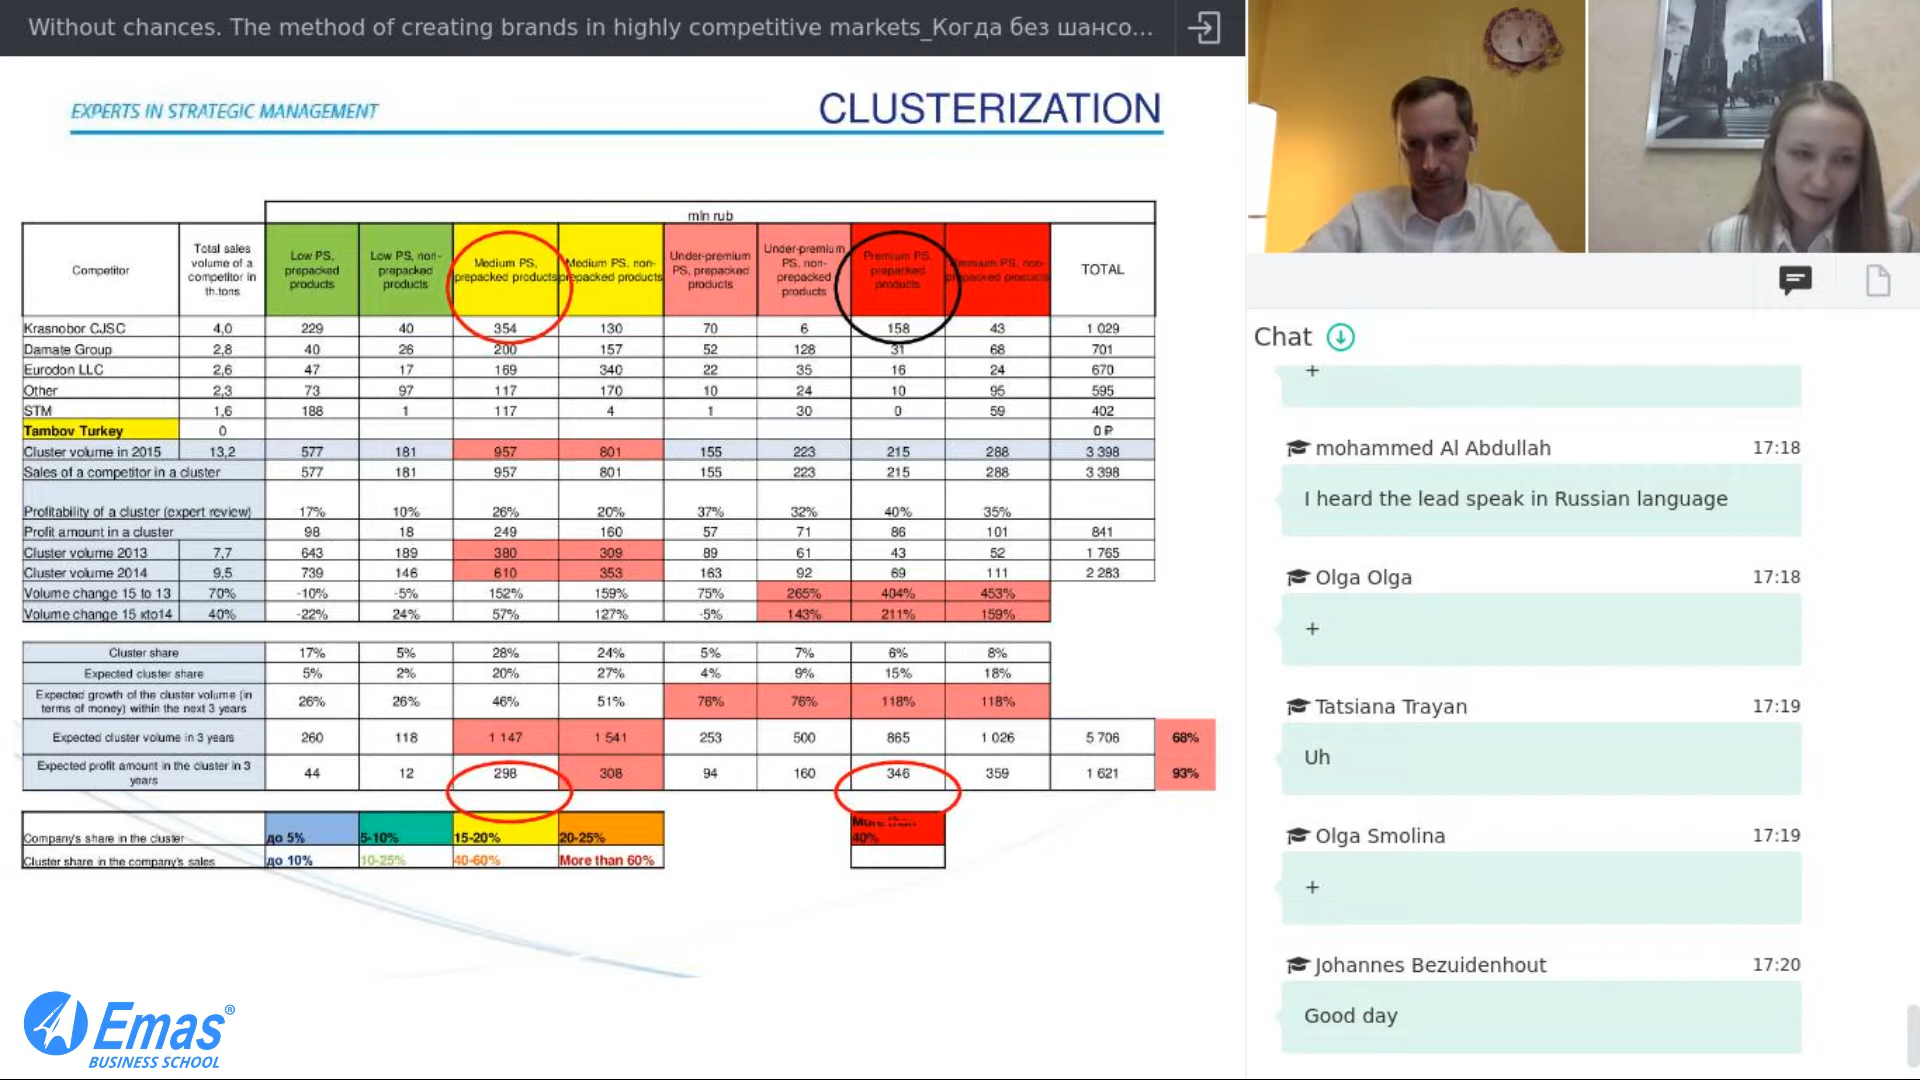 Without chances. The method of creating brands in highly competitive markets_Когда без шансо...
EXPERTS IN STRATEGIC MANAGEMENT
CLUSTERIZATION
mln rub
Competitor Total sales volume of a competitor in th.tons Low PS, prepacked products Low PS, non-prepacked products Medium PS, prepacked products Medium PS, non-prepacked products Under-premium PS, prepacked products Under-premium PS, non-prepacked products Premium PS, prepacked products Premium PS, non-prepacked products TOTAL
Krasnobor CJSC 4,0 229 40 354 130 70 6 158 43 1 029
Damate Group 2,8 40 26 200 157 52 128 31 68 701
Eurodon LLC 2,6 47 17 169 340 22 35 16 24 670
Other 2,3 73 97 117 170 10 24 10 95 595
STM 1,6 188 1 117 4 1 30 0 59 402
Tambov Turkey 0 0 ₽
Cluster volume in 2015 13,2 577 181 957 801 155 223 215 288 3 398
Sales of a competitor in a cluster 577 181 957 801 155 223 215 288 3 398
Profitability of a cluster (expert review) 17% 10% 26% 20% 37% 32% 40% 35%
Profit amount in a cluster 98 18 249 160 57 71 86 101 841
Cluster volume 2013 7,7 643 189 380 309 89 61 43 52 1 765
Cluster volume 2014 9,5 739 146 610 353 163 92 69 111 2 283
Volume change 15 to 13 70% -10% -5% 152% 159% 75% 265% 404% 453%
Volume change 15 кto14 40% -22% 24% 57% 127% -5% 143% 211% 159%
Cluster share 17% 5% 28% 24% 5% 7% 6% 8%
Expected cluster share 5% 2% 20% 27% 4% 9% 15% 18%
Expected growth of the cluster volume (in terms of money) within the next 3 years 26% 26% 46% 51% 76% 76% 118% 118%
Expected cluster volume in 3 years 260 118 1 147 1 541 253 500 865 1 026 5 706 68%
Expected profit amount in the cluster in 3 years 44 12 298 308 94 160 346 359 1 621 93%
Company's share in the cluster до 5% 5-10% 15-20% 20-25% 40%
Cluster share in the company's sales до 10% 10-25% 40-60% More than 60%
Emas®
BUSINESS SCHOOL
Chat
+
mohammed Al Abdullah 17:18
I heard the lead speak in Russian language
Olga Olga 17:18
+
Tatsiana Trayan 17:19
Uh
Olga Smolina 17:19
+
Johannes Bezuidenhout 17:20
Good day